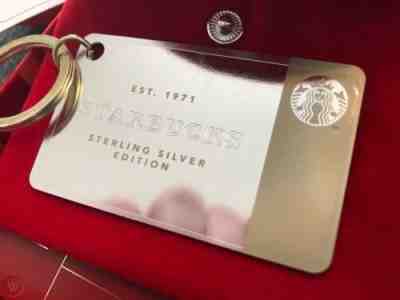 EST. 1971
STARBUCKS
STERLING SILVER
EDITION